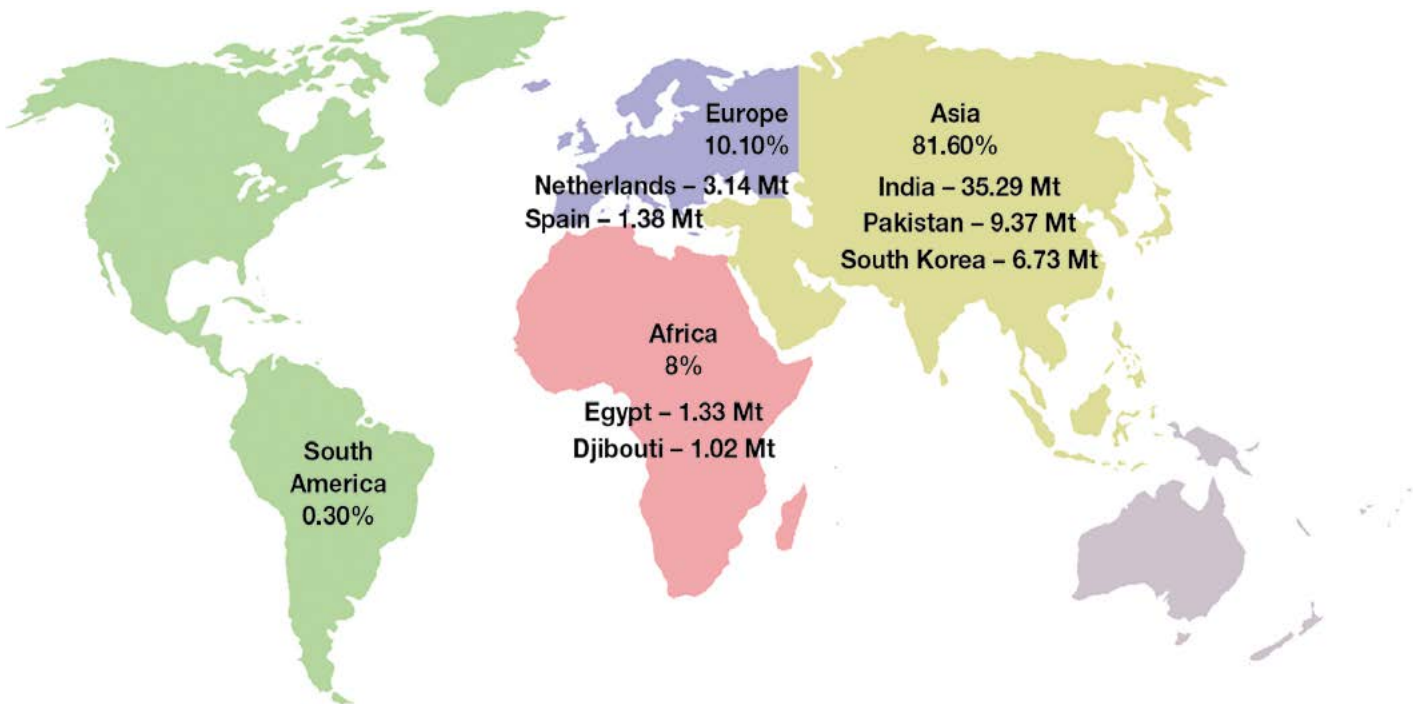 Europe
10.10%
Netherlands – 3.14 Mt
Spain – 1.38 Mt
Asia
81.60%
India – 35.29 Mt
Pakistan – 9.37 Mt
South Korea – 6.73 Mt
Africa
8%
Egypt – 1.33 Mt
Djibouti – 1.02 Mt
South
America
0.30%